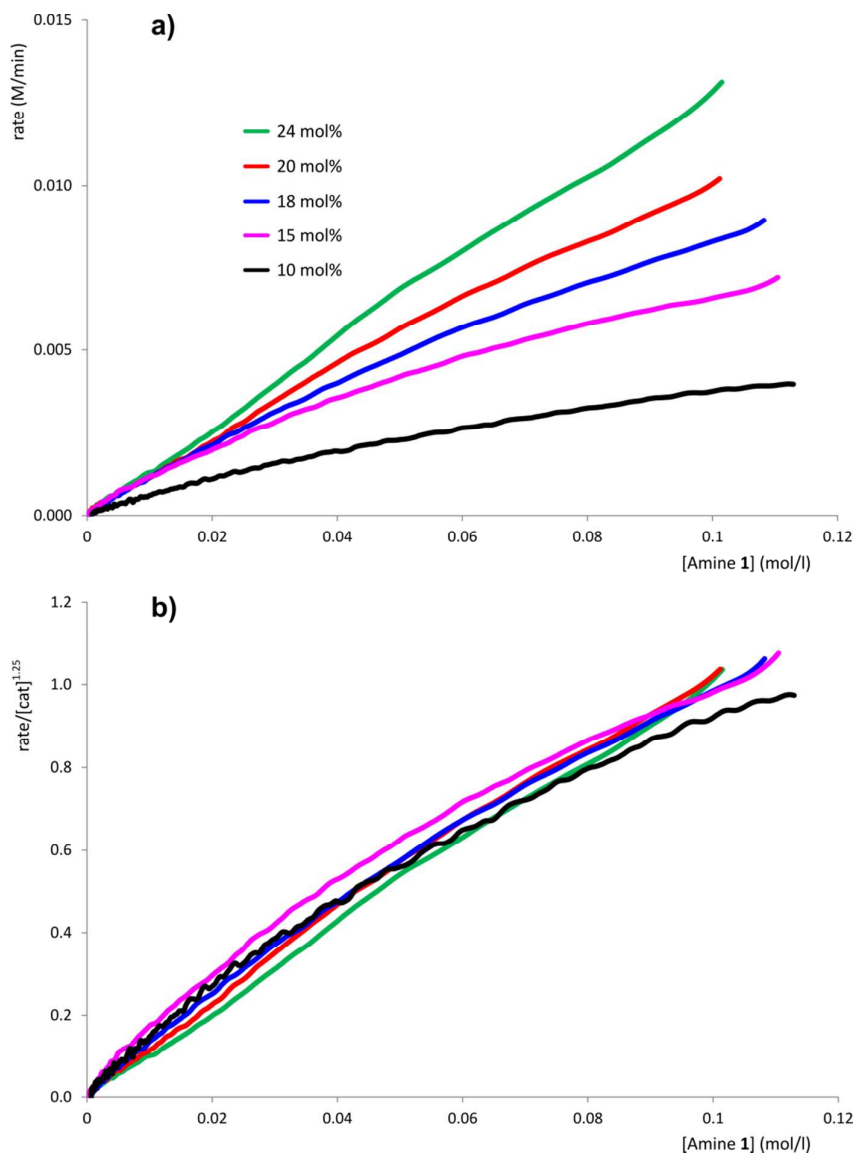 a)
0.015
rate (M/min)
24 mol%
20 mol%
0.010
18 mol%
15 mol%
10 mol%
0.005
0.000
0
0.02
0.04
0.06
0.08
0.1
0.12
[Amine 1] (mol/l)
b)
1.2
1.0
rate/[cat]1.25
0.8
0.6
0.4
0.2
0.0
0
0.02
0.04
0.06
0.08
0.1
0.12
[Amine 1] (mol/l)